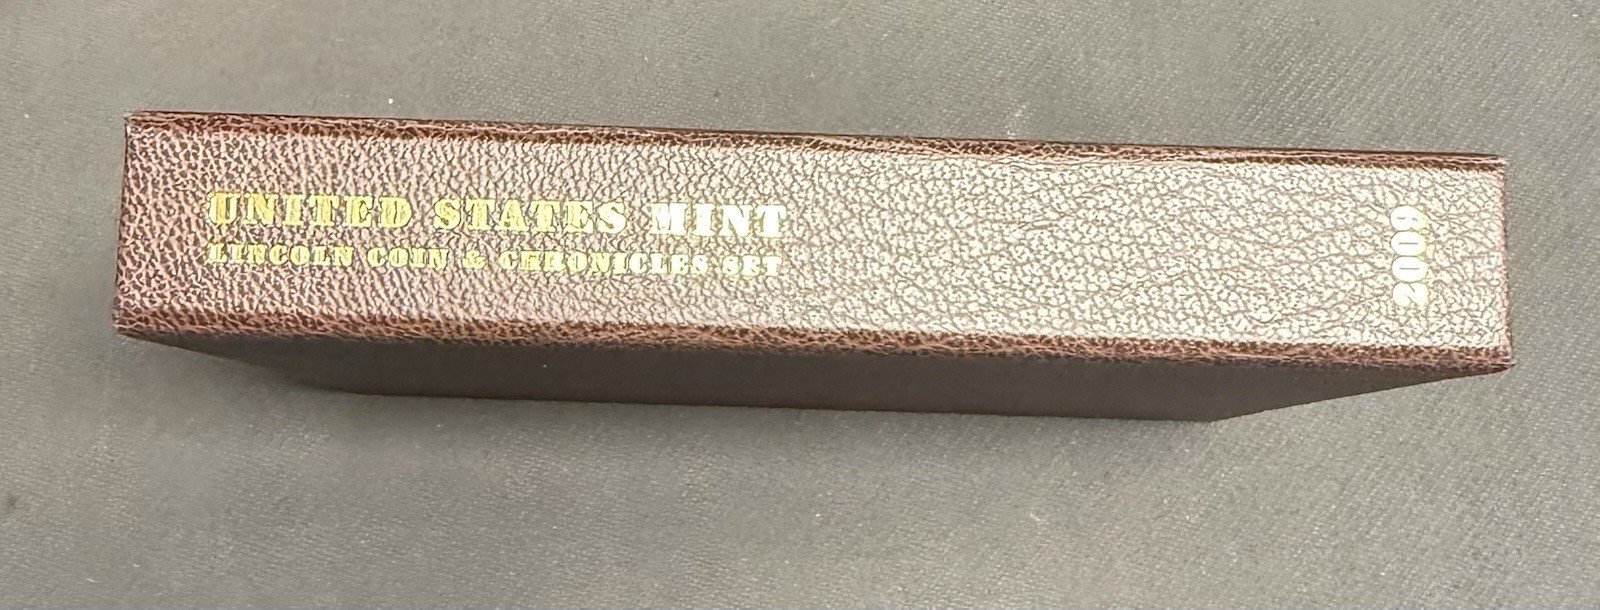 UNITED STATES MINT
LINCOLN COIN & CHRONICLES SET
2009